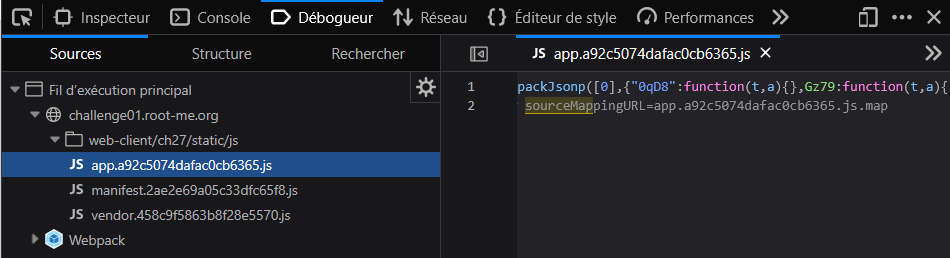 Inspecteur Console Débogueur Réseau {} Éditeur de style Performances
Sources Structure Rechercher JS app.a92c5074dafac0cb6365.js
Fil d'exécution principal
challenge01.root-me.org
web-client/ch27/static/js
JS app.a92c5074dafac0cb6365.js
JS manifest.2ae2e69a05c33dfc65f8.js
JS vendor.458c9f5863b8f28e5570.js
Webpack
1 packJsonp([0],{"0qD8":function(t,a){},Gz79:function(t,a){
2 sourceMappingURL=app.a92c5074dafac0cb6365.js.map